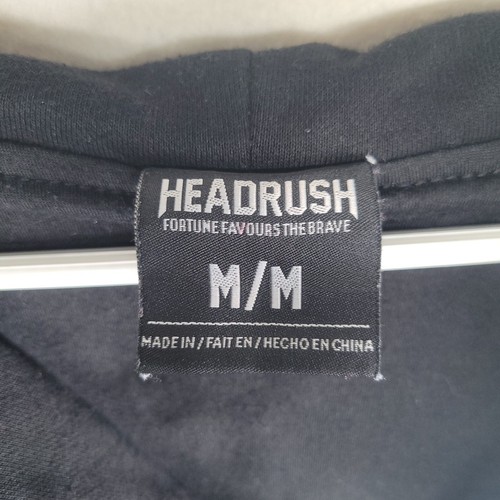 HEADRUSH
FORTUNE FAVOURS THE BRAVE
M/M
MADE IN / FAIT EN / HECHO EN CHINA